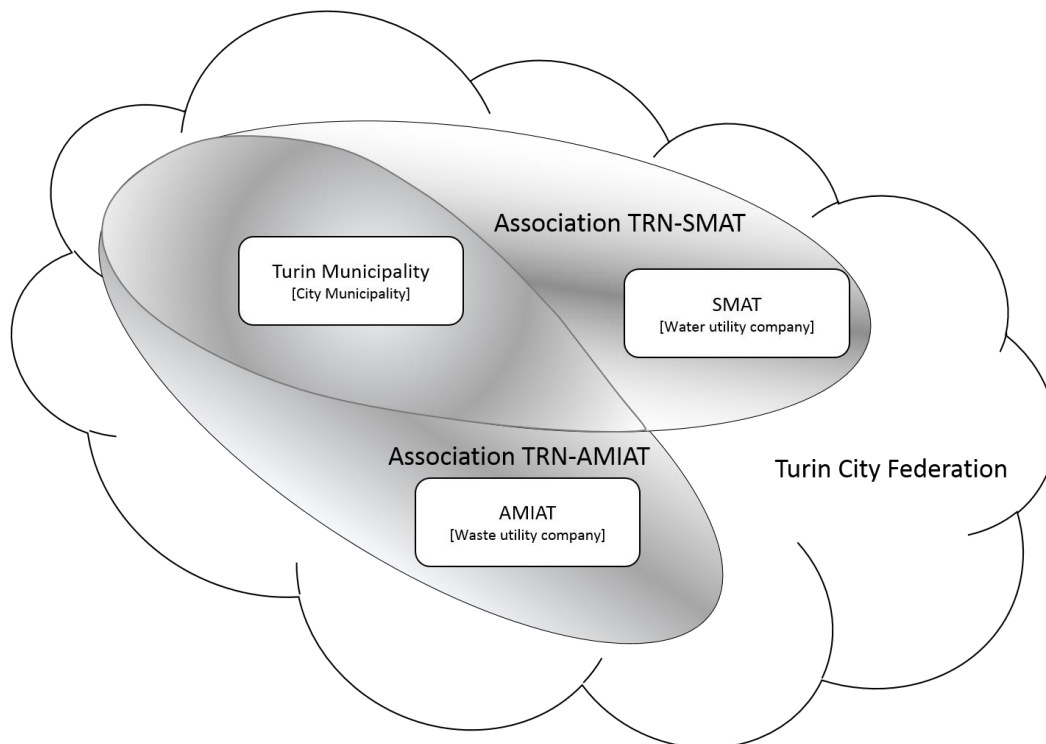 Association TRN-SMAT
Turin Municipality
[City Municipality]
SMAT
[Water utility company]
Association TRN-AMIAT
Turin City Federation
AMIAT
[Waste utility company]